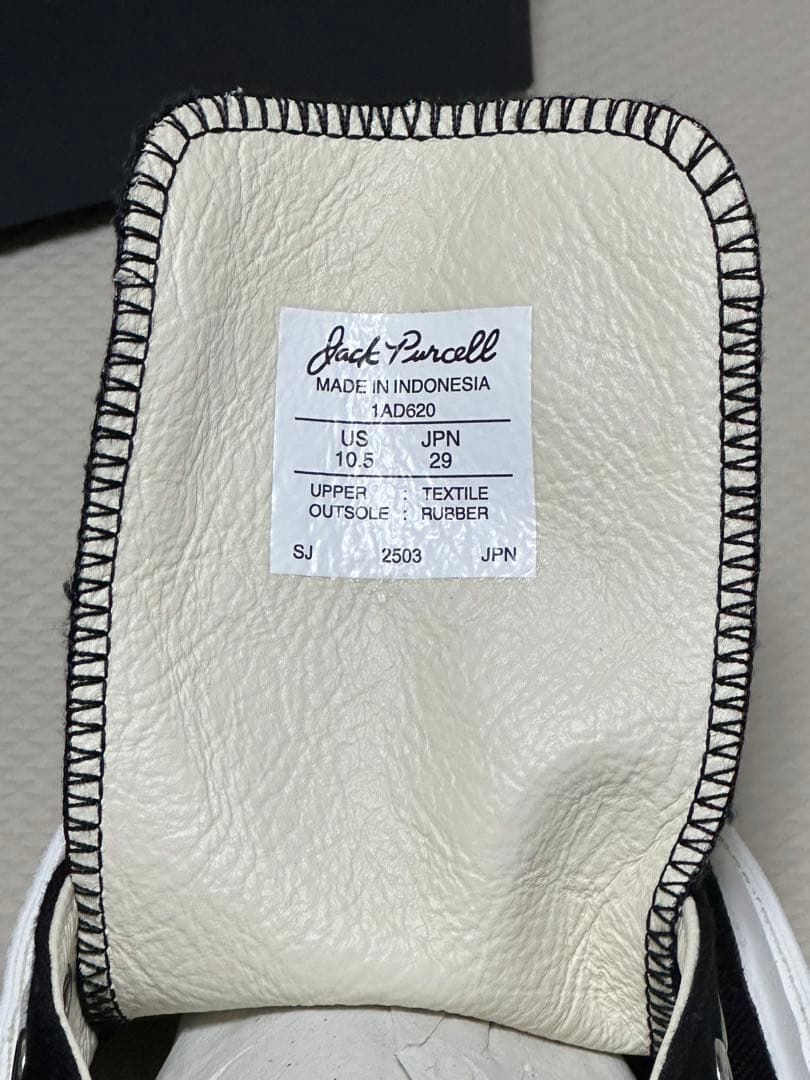 Jack Purcell
MADE IN INDONESIA
1AD620
US JPN
10.5 29
UPPER : TEXTILE
OUTSOLE : RUBBER
SJ 2503 JPN